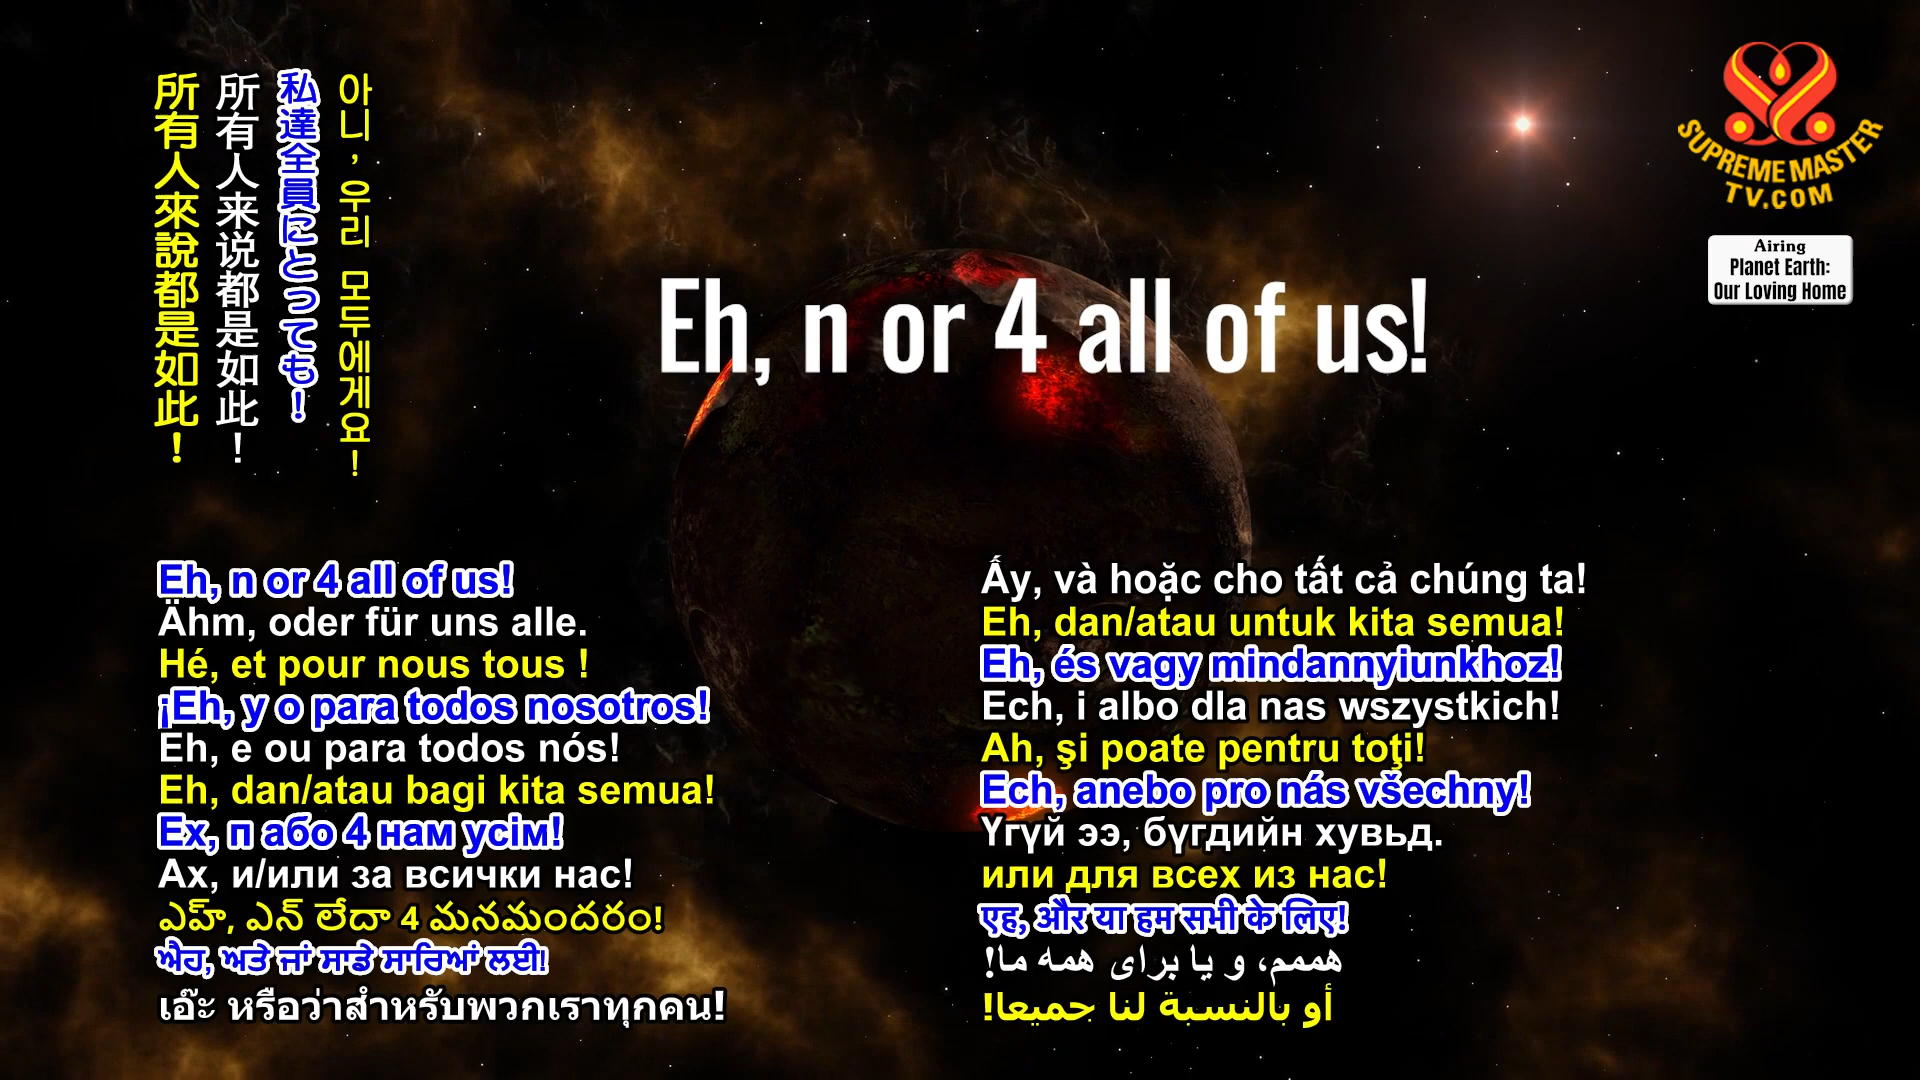 所有人來說都是如此！
所有人来说都是如此！
私達全員にとっても！
아니, 우리 모두에게요!
SUPREME MASTER
TV.COM
Airing
Planet Earth:
Our Loving Home
Eh, n or 4 all of us!
Eh, n or 4 all of us!
Ähm, oder für uns alle.
Hé, et pour nous tous !
¡Eh, y o para todos nosotros!
Eh, e ou para todos nós!
Eh, dan/atau bagi kita semua!
Ех, п або 4 нам усім!
Ах, и/или за всички нас!
ఎహ్, ఎన్ లేదా 4 మనమందరం!
ਐਹ, ਅਤੇ ਜਾਂ ਸਾਡੇ ਸਾਰਿਆਂ ਲਈ!
เอ๊ะ หรือว่าสำหรับพวกเราทุกคน!
Ấy, và hoặc cho tất cả chúng ta!
Eh, dan/atau untuk kita semua!
Eh, és vagy mindannyiunkhoz!
Ech, i albo dla nas wszystkich!
Ah, şi poate pentru toţi!
Ech, anebo pro nás všechny!
Үгүй ээ, бүгдийн хувьд.
или для всех из нас!
एह, और या हम सभी के लिए!
هممم، و یا برای همه ما!
أو بالنسبة لنا جميعا!